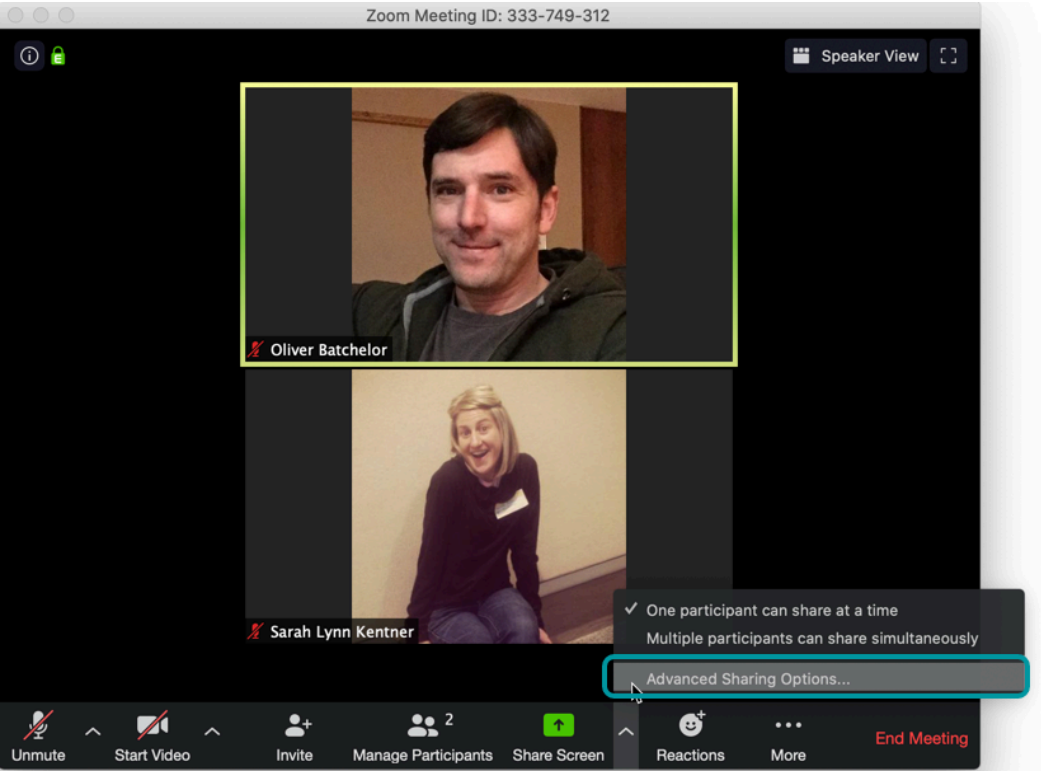 Zoom Meeting ID: 333-749-312
Speaker View
Oliver Batchelor
Sarah Lynn Kentner
✓ One participant can share at a time
Multiple participants can share simultaneously
Advanced Sharing Options...
2
Unmute Start Video Invite Manage Participants Share Screen Reactions More End Meeting